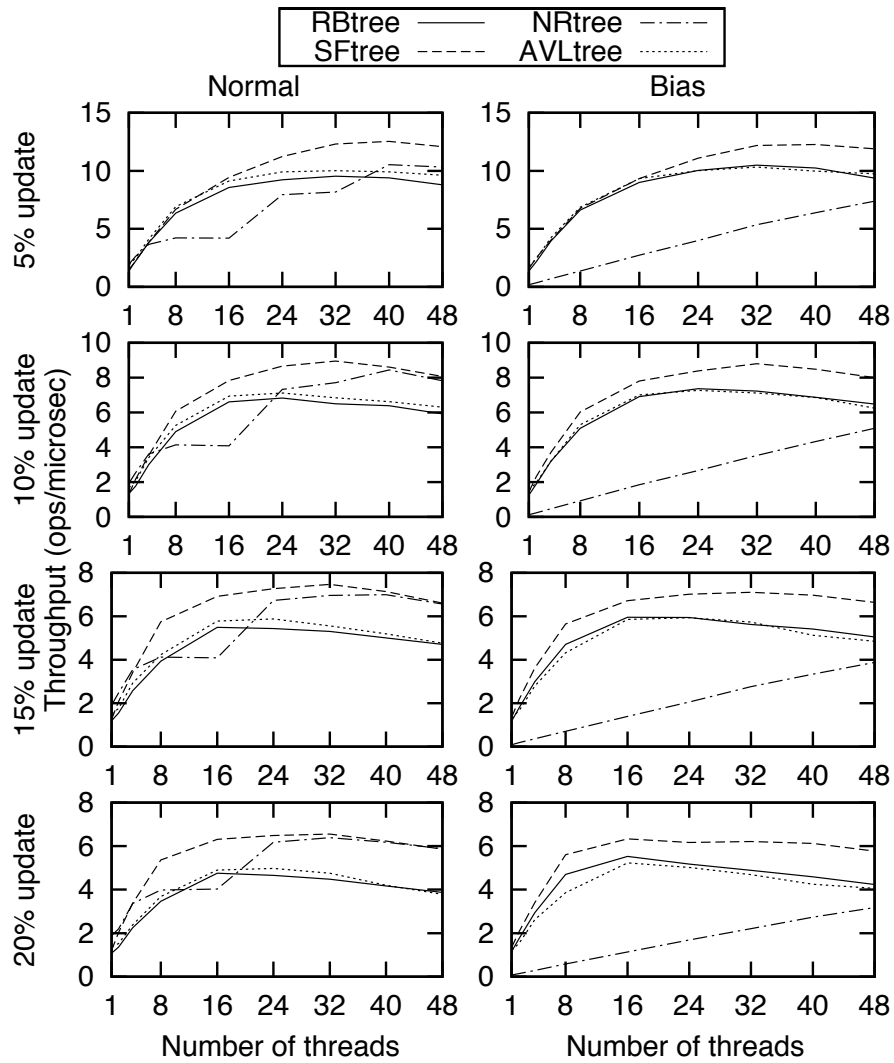 RBtree NRtree
SFtree AVLtree
Normal Bias
5% update
15
10
5
0
1 8 16 24 32 40 48
15
10
5
0
1 8 16 24 32 40 48
10% update
Throughput (ops/microsec)
10
8
6
4
2
0
1 8 16 24 32 40 48
10
8
6
4
2
0
1 8 16 24 32 40 48
15% update
8
6
4
2
0
1 8 16 24 32 40 48
8
6
4
2
0
1 8 16 24 32 40 48
20% update
8
6
4
2
0
1 8 16 24 32 40 48
8
6
4
2
0
1 8 16 24 32 40 48
Number of threads Number of threads